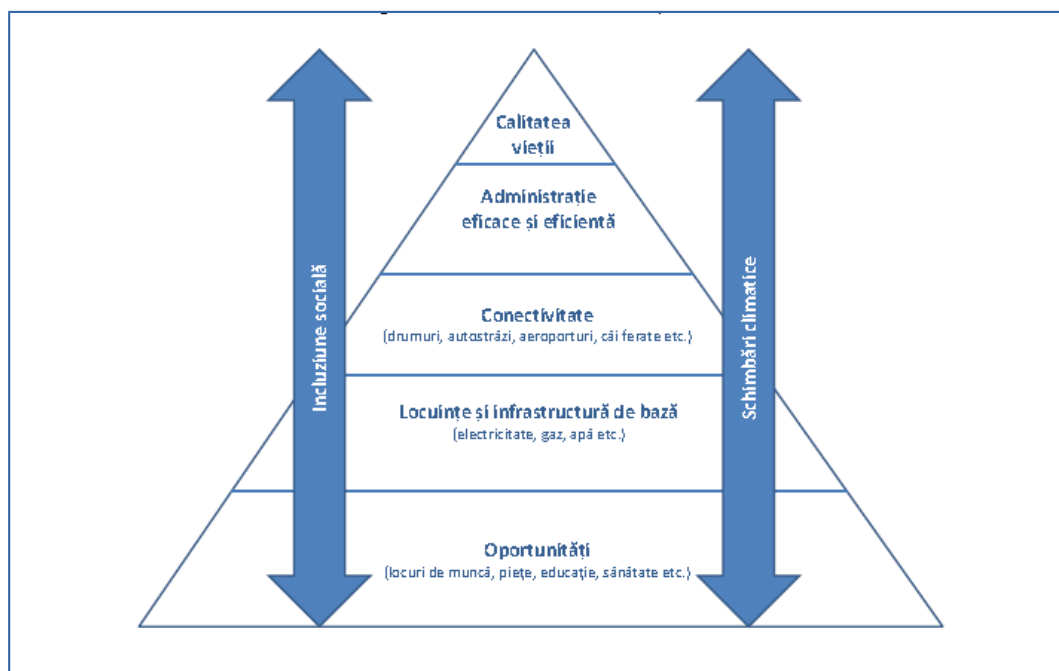 Calitatea
vieții
Administrație
eficace și eficientă
Conectivitate
(drumuri, autostrăzi, aeroporturi, căi ferate etc.)
Locuințe și infrastructură de bază
(electricitate, gaz, apă etc.)
Oportunități
(locuri de muncă, piețe, educație, sănătate etc.)
Incluziune socială
Schimbări climatice